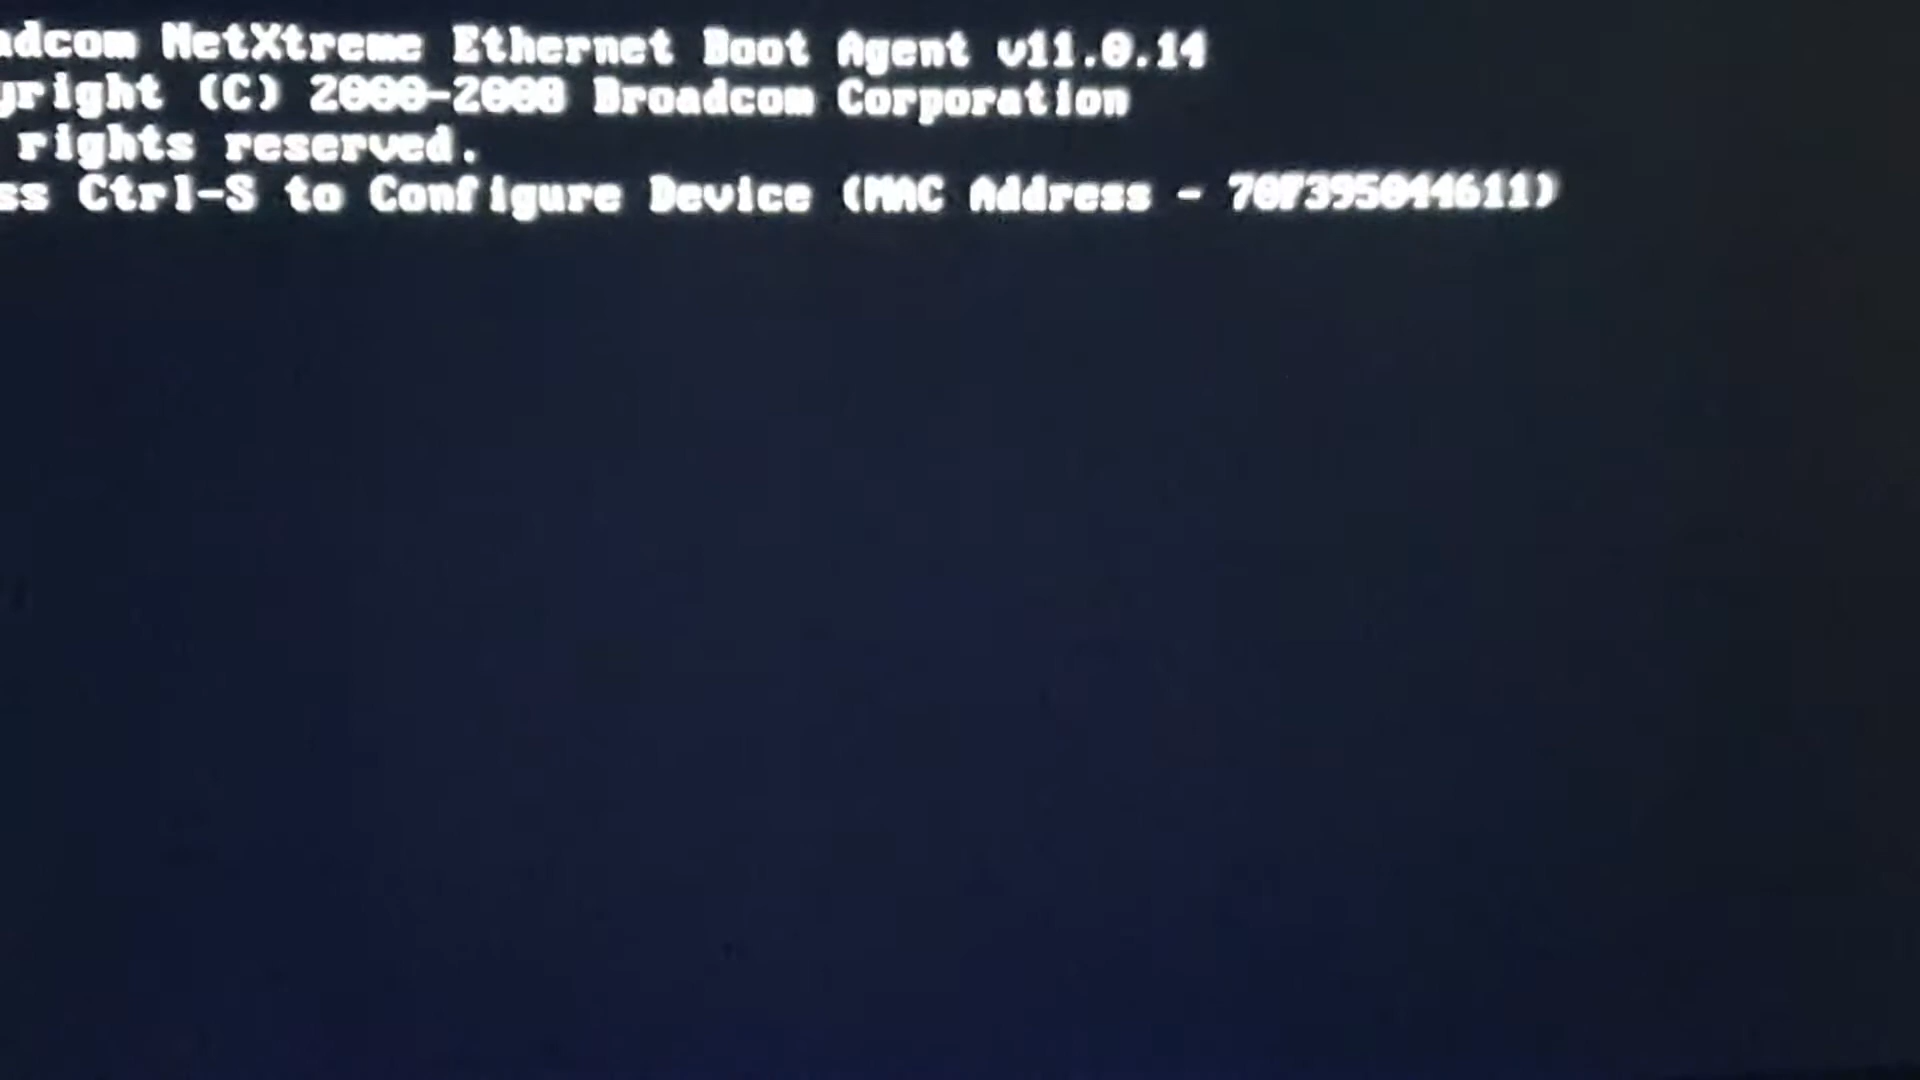 adcom NetXtreme Ethernet Boot Agent v11.0.14
yright (C) 2000-2008 Broadcom Corporation
rights reserved.
ss Ctrl-S to Configure Device (MAC Address - 70F395044611)